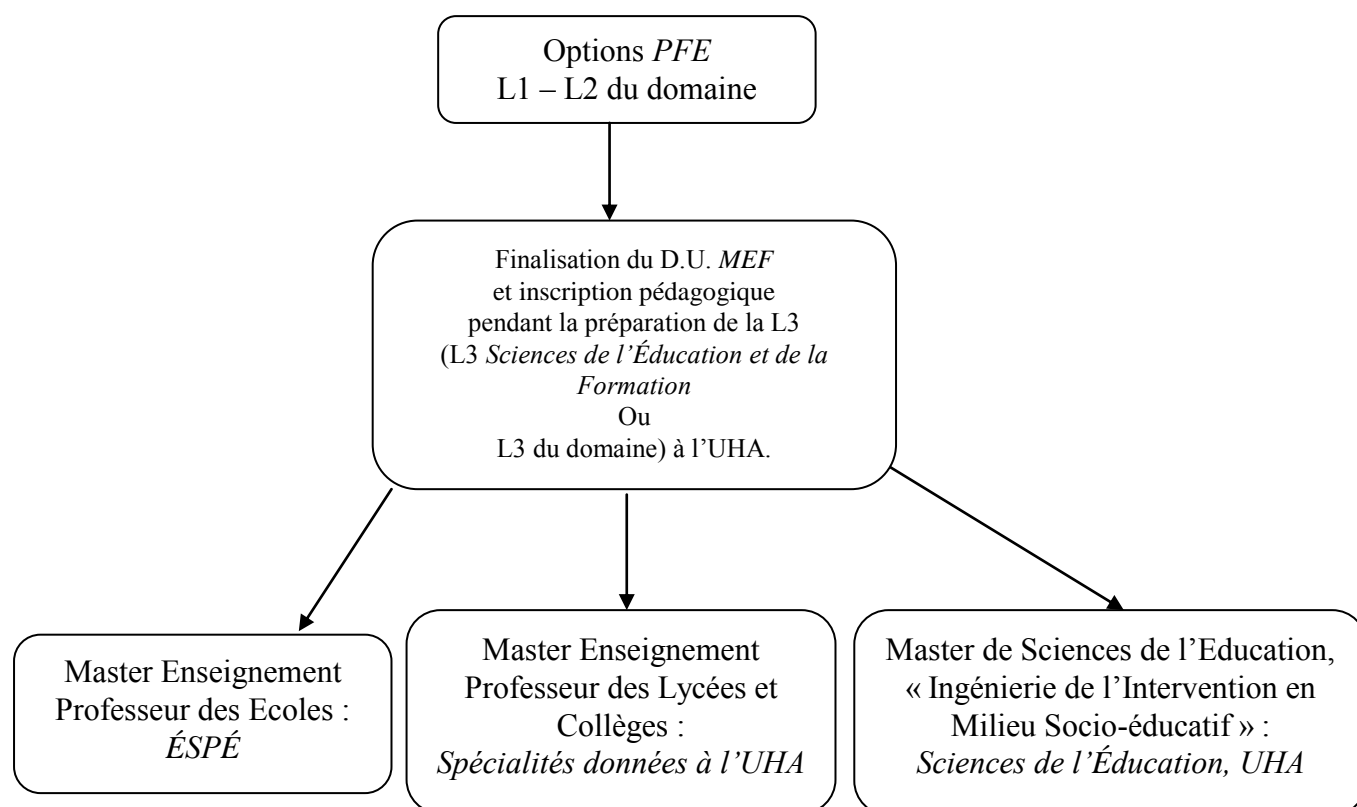 Options PFE
L1 – L2 du domaine
Finalisation du D.U. MEF
et inscription pédagogique
pendant la préparation de la L3
(L3 Sciences de l’Éducation et de la
Formation
Ou
L3 du domaine) à l’UHA.
Master Enseignement
Professeur des Ecoles :
ÉSPÉ
Master Enseignement
Professeur des Lycées et
Collèges :
Spécialités données à l’UHA
Master de Sciences de l’Education,
« Ingénierie de l’Intervention en
Milieu Socio-éducatif » :
Sciences de l’Éducation, UHA